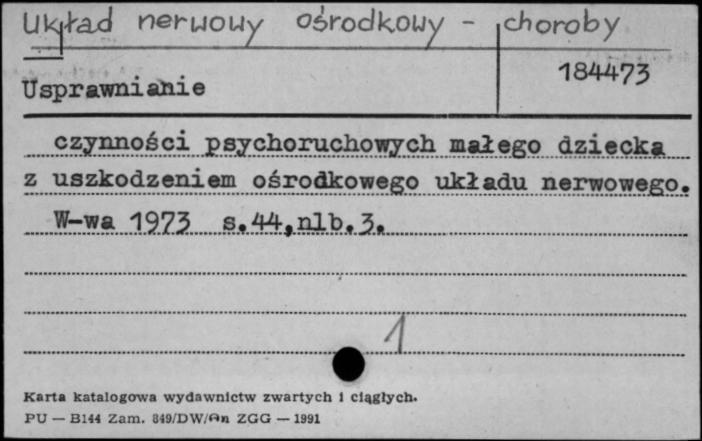 Układ nerwowy ośrodkowy - choroby
184473
Usprawnianie
czynności psychoruchowych małego dziecka
z uszkodzeniem ośrodkowego układu nerwowego.
W-wa 1973 s.44,nlb.3.
1
Karta katalogowa wydawnictw zwartych i ciągłych.
PU — B144 Zam. 849/DW/An ZGG — 1991